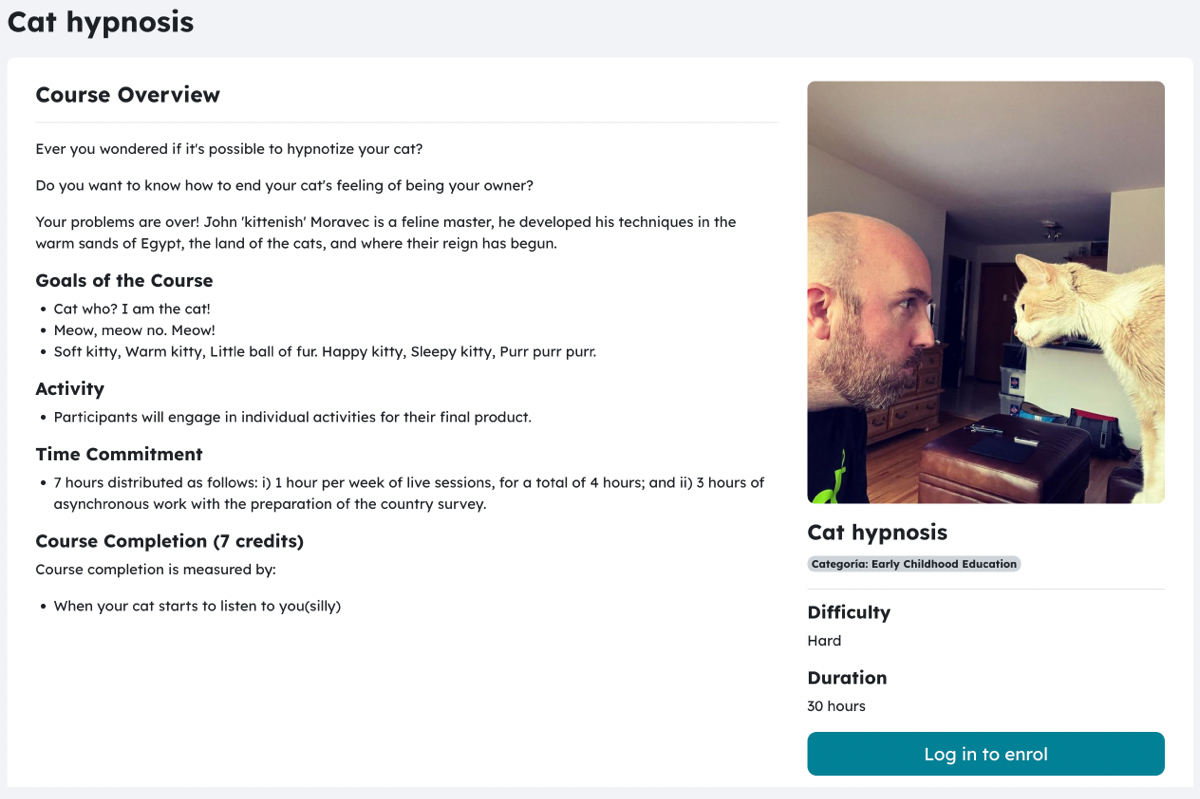 Cat hypnosis
Course Overview
Ever you wondered if it's possible to hypnotize your cat?
Do you want to know how to end your cat's feeling of being your owner?
Your problems are over! John 'kittenish' Moravec is a feline master, he developed his techniques in the
warm sands of Egypt, the land of the cats, and where their reign has begun.
Goals of the Course
• Cat who? I am the cat!
• Meow, meow no. Meow!
• Soft kitty, Warm kitty, Little ball of fur. Happy kitty, Sleepy kitty, Purr purr purr.
Activity
• Participants will engage in individual activities for their final product.
Time Commitment
• 7 hours distributed as follows: i) 1 hour per week of live sessions, for a total of 4 hours; and ii) 3 hours of
asynchronous work with the preparation of the country survey.
Course Completion (7 credits)
Course completion is measured by:
• When your cat starts to listen to you(silly)
Cat hypnosis
Categoría: Early Childhood Education
Difficulty
Hard
Duration
30 hours
Log in to enrol